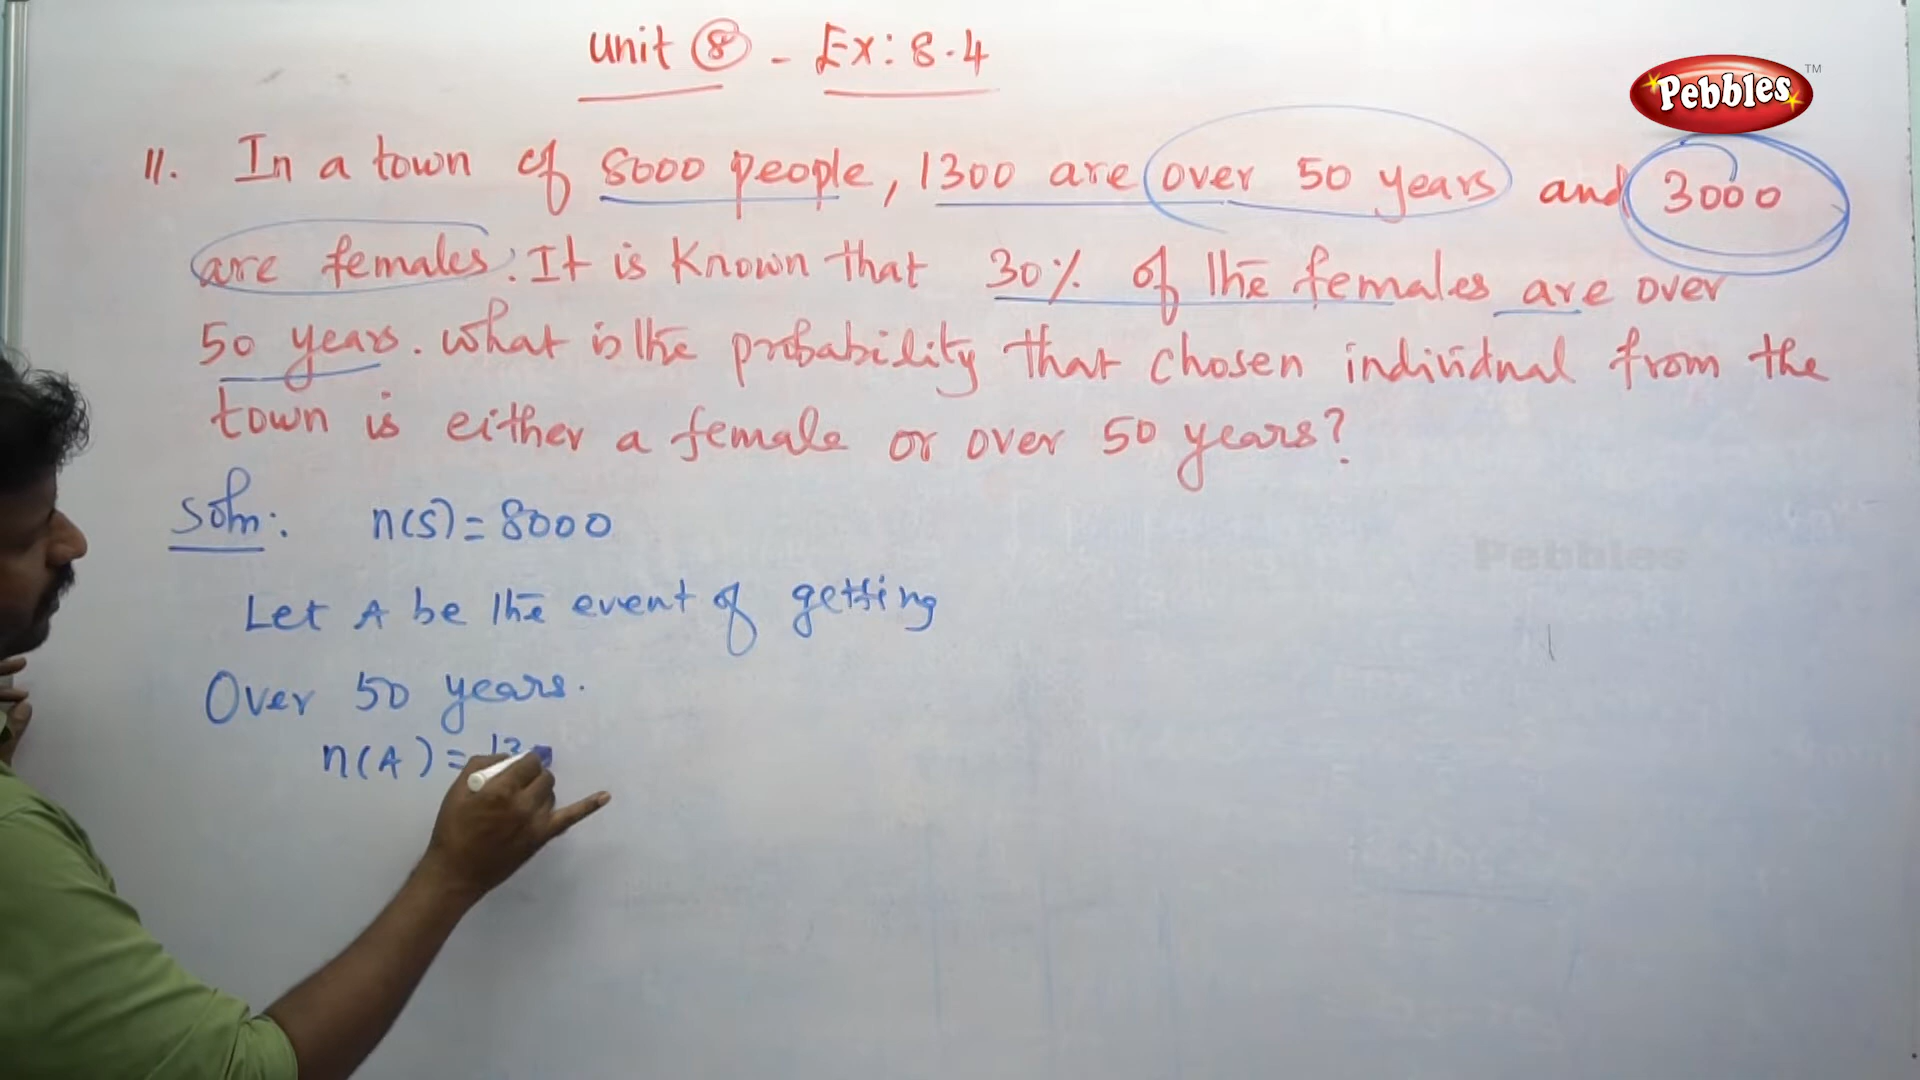 Unit 8 - Ex: 8.4
Pebbles TM
11. In a town of 8000 people, 1300 are over 50 years and 3000
are females. It is known that 30% of the females are over
50 years. what is the probability that chosen individual from the
town is either a female or over 50 years?
Soln: n(S) = 8000
Let A be the event of getting
Pebbles
Over 50 years.
n(A) = 13